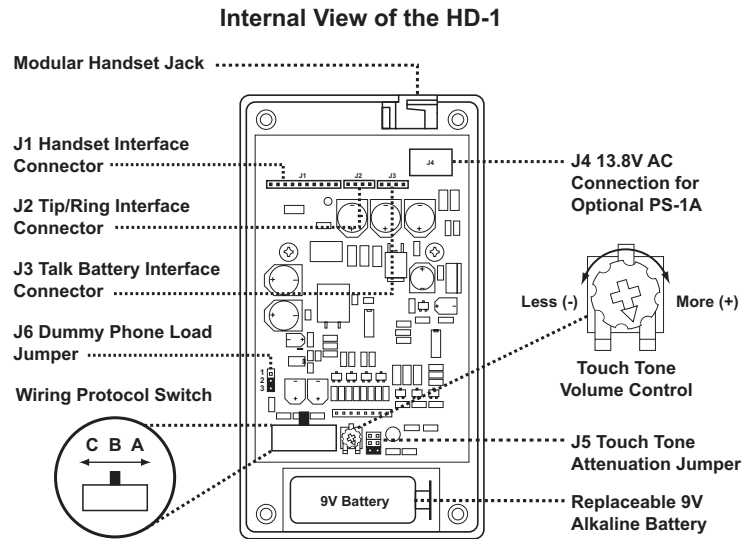 Internal View of the HD-1
Modular Handset Jack
J1 Handset Interface
Connector
J2 Tip/Ring Interface
Connector
J3 Talk Battery Interface
Connector
J6 Dummy Phone Load
Jumper
Wiring Protocol Switch
C B A
J1
J2
J3
J4
1
2
3
9V Battery
J4 13.8V AC
Connection for
Optional PS-1A
Less (-)
More (+)
Touch Tone
Volume Control
J5 Touch Tone
Attenuation Jumper
Replaceable 9V
Alkaline Battery